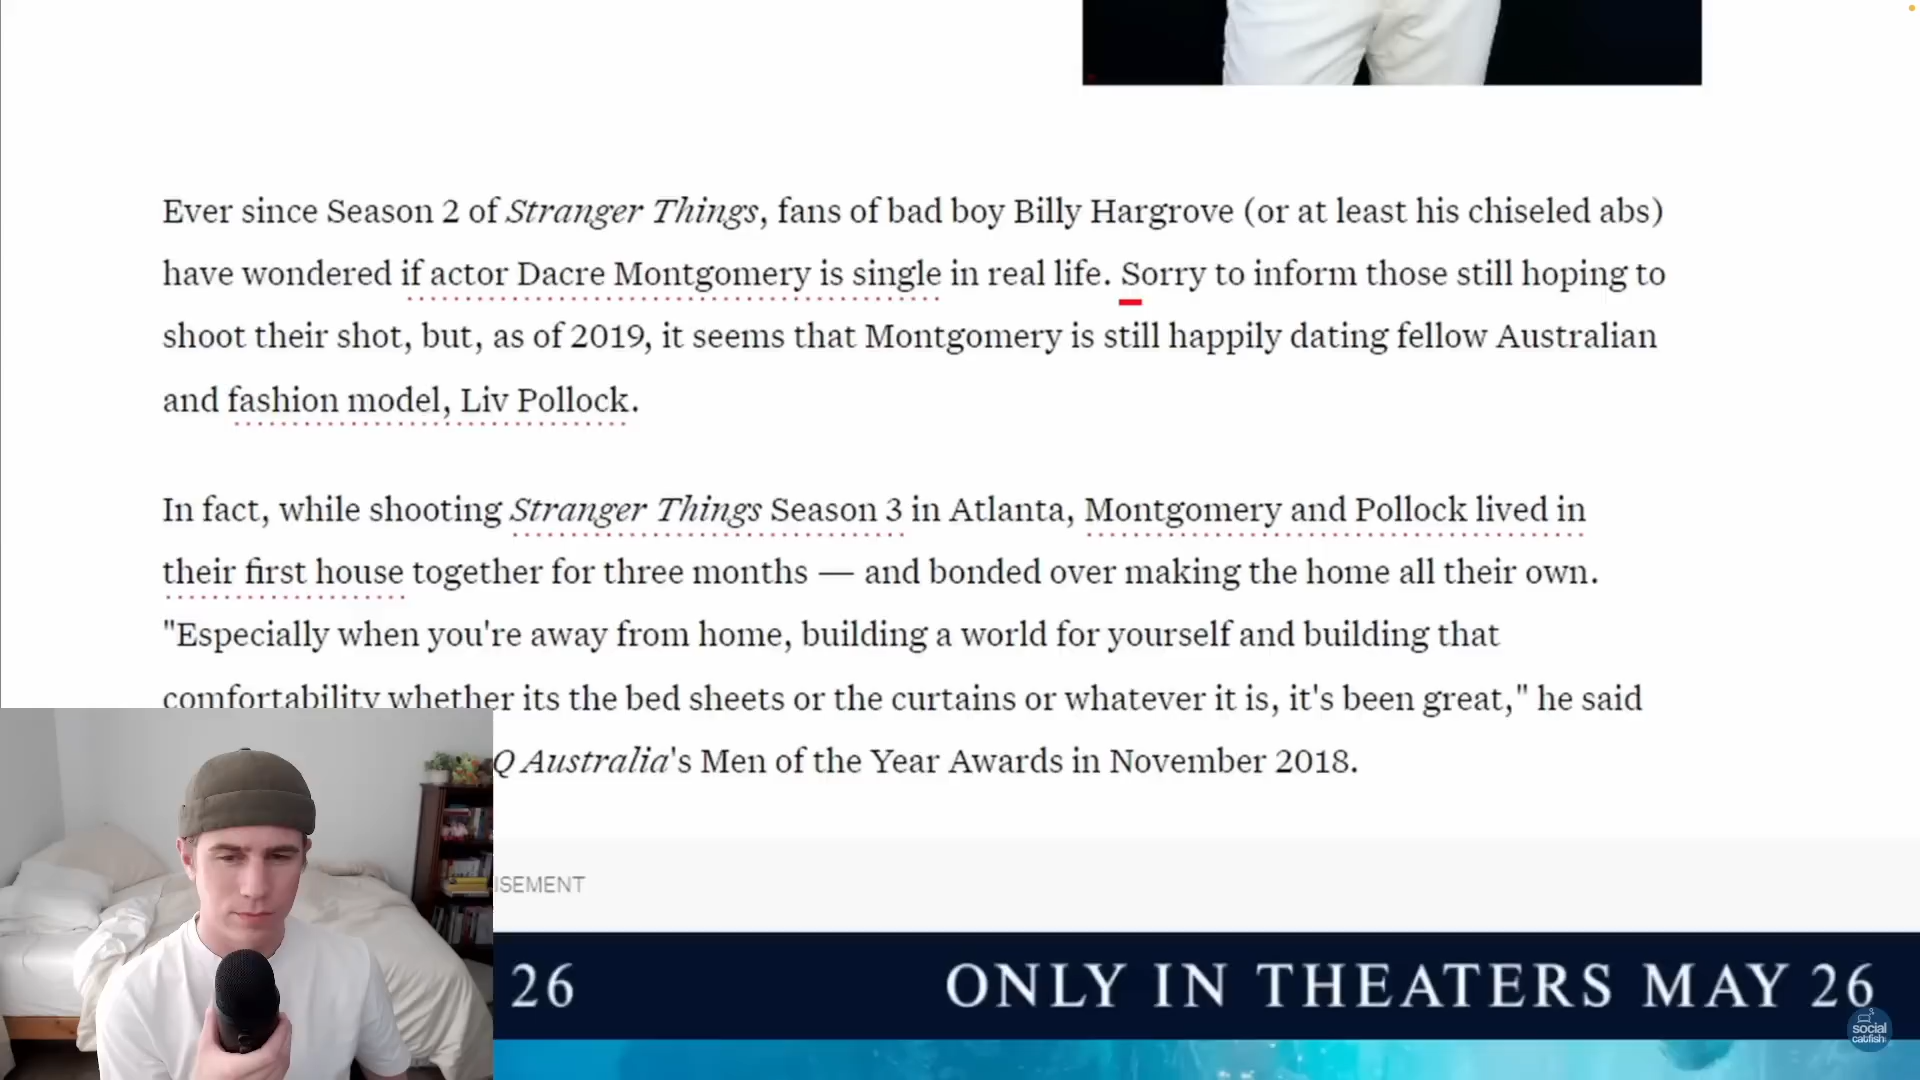 Ever since Season 2 of Stranger Things, fans of bad boy Billy Hargrove (or at least his chiseled abs)
have wondered if actor Dacre Montgomery is single in real life. Sorry to inform those still hoping to
shoot their shot, but, as of 2019, it seems that Montgomery is still happily dating fellow Australian
and fashion model, Liv Pollock.
In fact, while shooting Stranger Things Season 3 in Atlanta, Montgomery and Pollock lived in
their first house together for three months — and bonded over making the home all their own.
"Especially when you're away from home, building a world for yourself and building that
comfortability whether its the bed sheets or the curtains or whatever it is, it's been great," he said
Q Australia's Men of the Year Awards in November 2018.
ISEMENT
26 ONLY IN THEATERS MAY 26
social
catfish